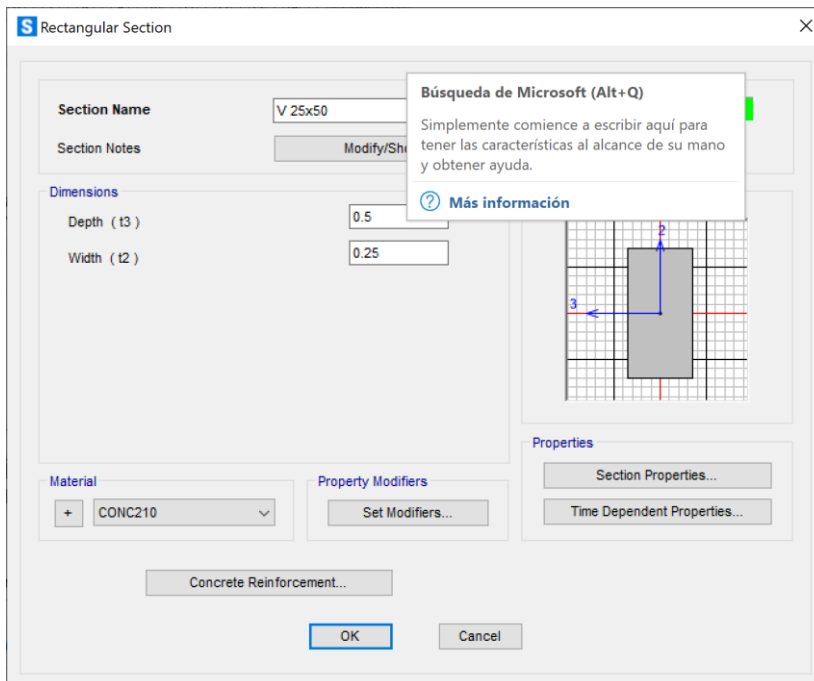 S Rectangular Section
Section Name
V 25x50
Section Notes
Modify/Sho
Búsqueda de Microsoft (Alt+Q)
Simplemente comience a escribir aquí para
tener las características al alcance de su mano
y obtener ayuda.
? Más información
Dimensions
Depth ( t3 )
0.5
Width ( t2 )
0.25
2
3
Properties
Section Properties...
Time Dependent Properties...
Material
+ CONC210
Property Modifiers
Set Modifiers...
Concrete Reinforcement...
OK
Cancel